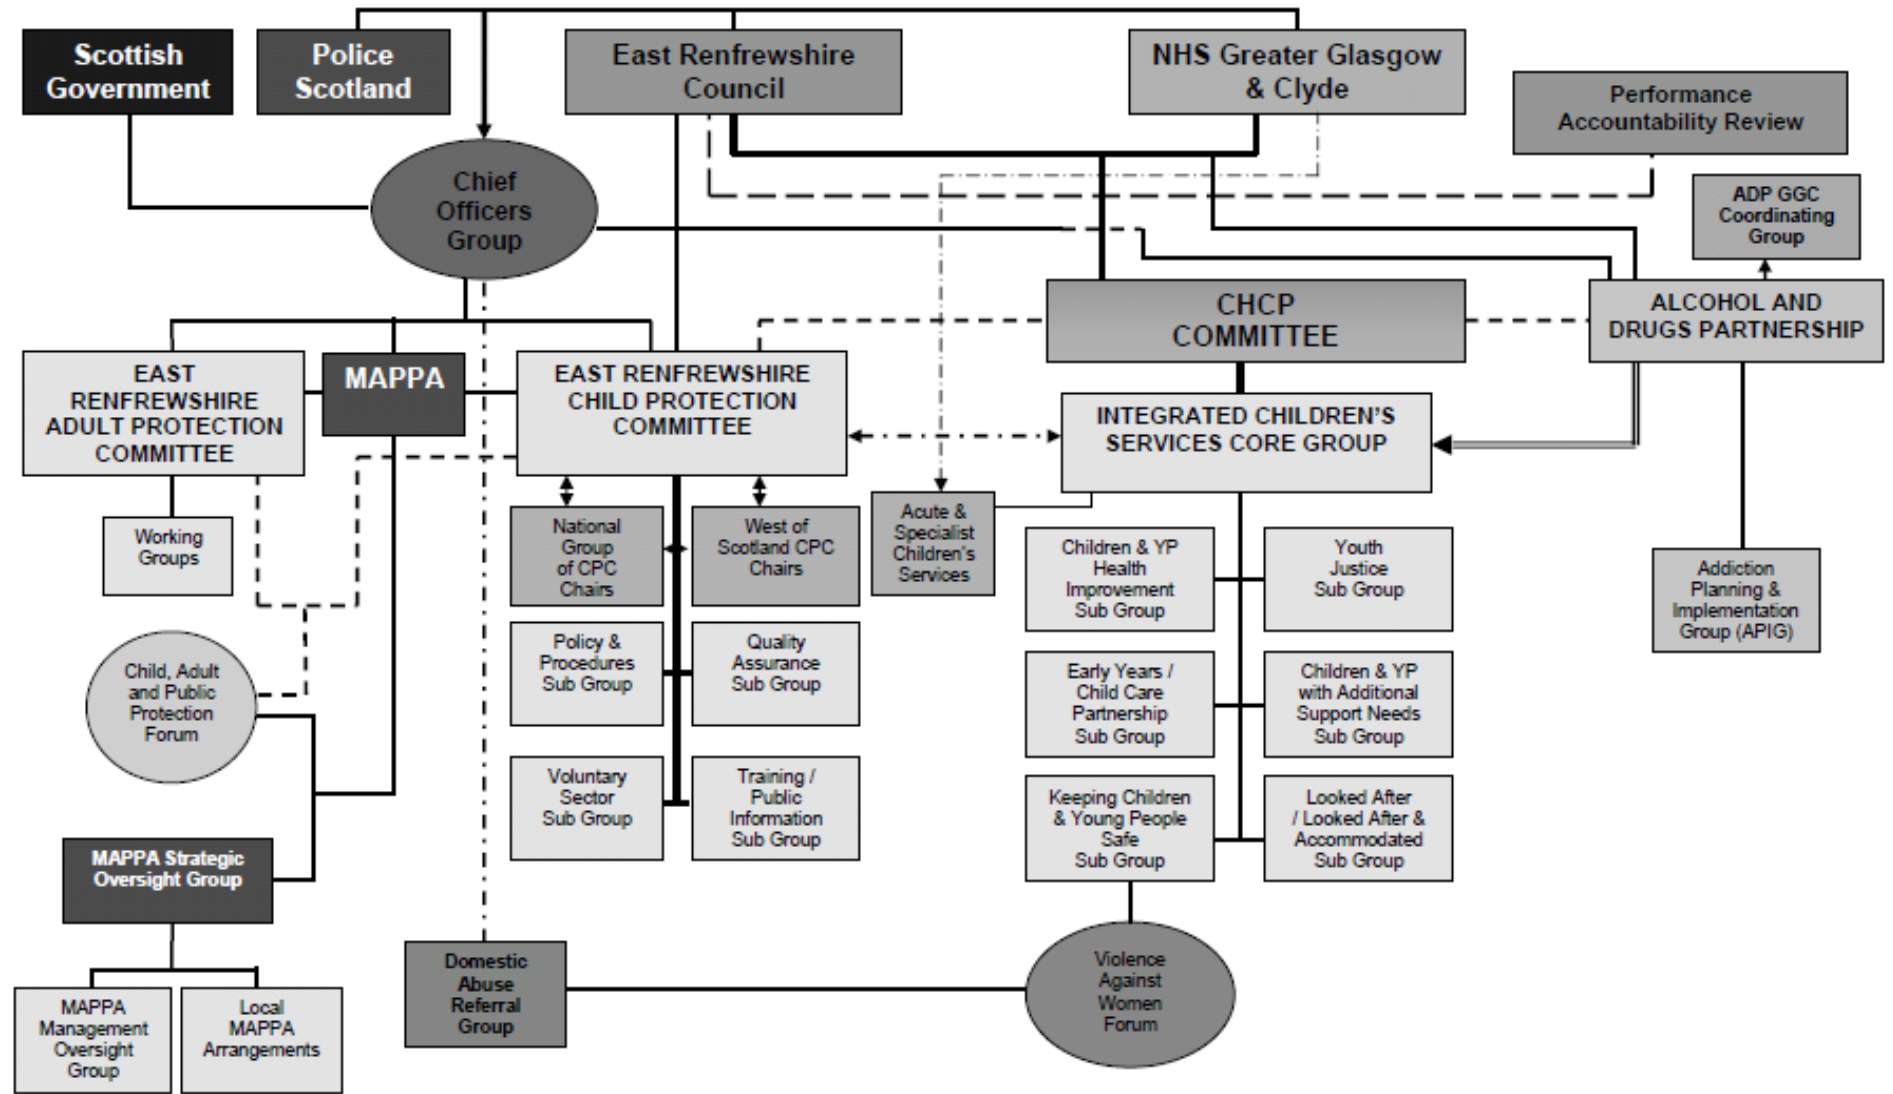 Scottish
Government
Police
Scotland
East Renfrewshire
Council
NHS Greater Glasgow
& Clyde
Performance
Accountability Review
Chief
Officers
Group
ADP GGC
Coordinating
Group
CHCP
COMMITTEE
ALCOHOL AND
DRUGS PARTNERSHIP
EAST
RENFREWSHIRE
ADULT PROTECTION
COMMITTEE
MAPPA
EAST RENFREWSHIRE
CHILD PROTECTION
COMMITTEE
INTEGRATED CHILDREN'S
SERVICES CORE GROUP
Working
Groups
National
Group
of CPC
Chairs
West of
Scotland CPC
Chairs
Acute &
Specialist
Children's
Services
Children & YP
Health
Improvement
Sub Group
Youth
Justice
Sub Group
Addiction
Planning &
Implementation
Group (APIG)
Child, Adult
and Public
Protection
Forum
Policy &
Procedures
Sub Group
Quality
Assurance
Sub Group
Early Years /
Child Care
Partnership
Sub Group
Children & YP
with Additional
Support Needs
Sub Group
Voluntary
Sector
Sub Group
Training /
Public
Information
Sub Group
Keeping Children
& Young People
Safe
Sub Group
Looked After
/ Looked After &
Accommodated
Sub Group
MAPPA Strategic
Oversight Group
Domestic
Abuse
Referral
Group
Violence
Against
Women
Forum
MAPPA
Management
Oversight
Group
Local
MAPPA
Arrangements